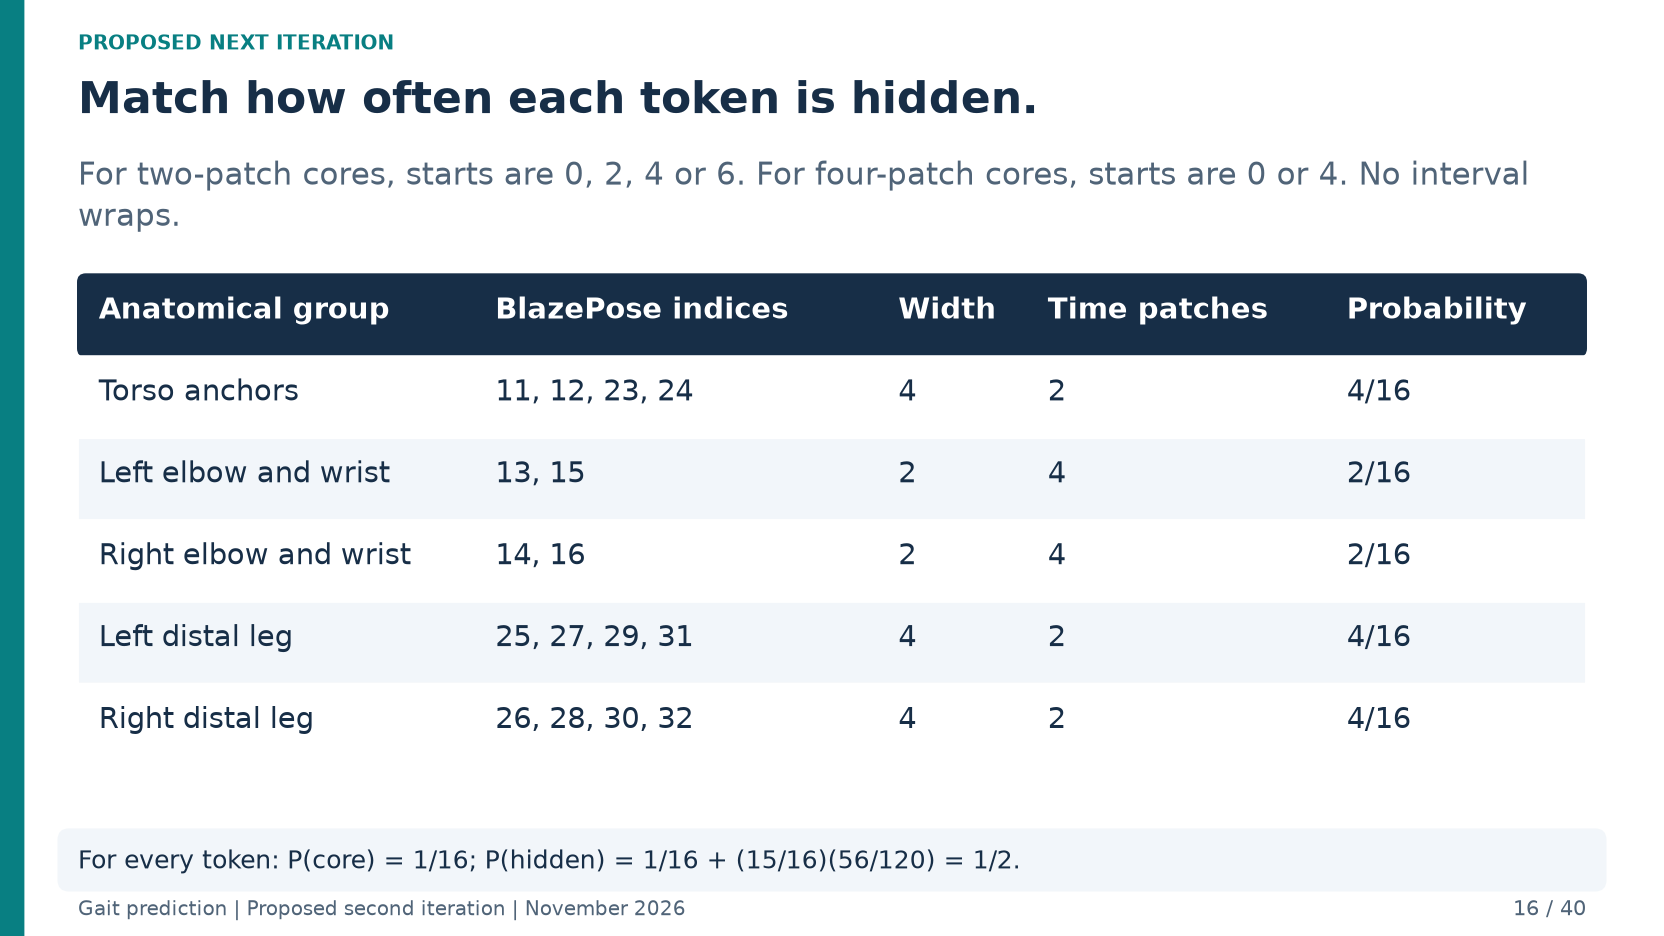 PROPOSED NEXT ITERATION
Match how often each token is hidden.
For two-patch cores, starts are 0, 2, 4 or 6. For four-patch cores, starts are 0 or 4. No interval
wraps.
Anatomical group BlazePose indices Width Time patches Probability
Torso anchors 11, 12, 23, 24 4 2 4/16
Left elbow and wrist 13, 15 2 4 2/16
Right elbow and wrist 14, 16 2 4 2/16
Left distal leg 25, 27, 29, 31 4 2 4/16
Right distal leg 26, 28, 30, 32 4 2 4/16
For every token: P(core) = 1/16; P(hidden) = 1/16 + (15/16)(56/120) = 1/2.
Gait prediction | Proposed second iteration | November 2026 16 / 40